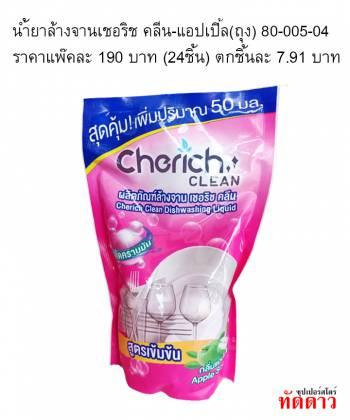 น้ำยาล้างจานเชอริช คลีน-แอปเปิ้ล(ถุง) 80-005-04
ราคาแพ๊คละ 190 บาท (24ชิ้น) ตกชิ้นละ 7.91 บาท
สุดคุ้ม! เพิ่มปริมาณ 50 มล.
Cherich
CLEAN
ผลิตภัณฑ์ล้างจาน เชอริช คลีน
Cherich Clean Dishwashing Liquid
สูตรเข้มข้น
Apple
ซุปเปอร์สโตร์
ทัดดาว